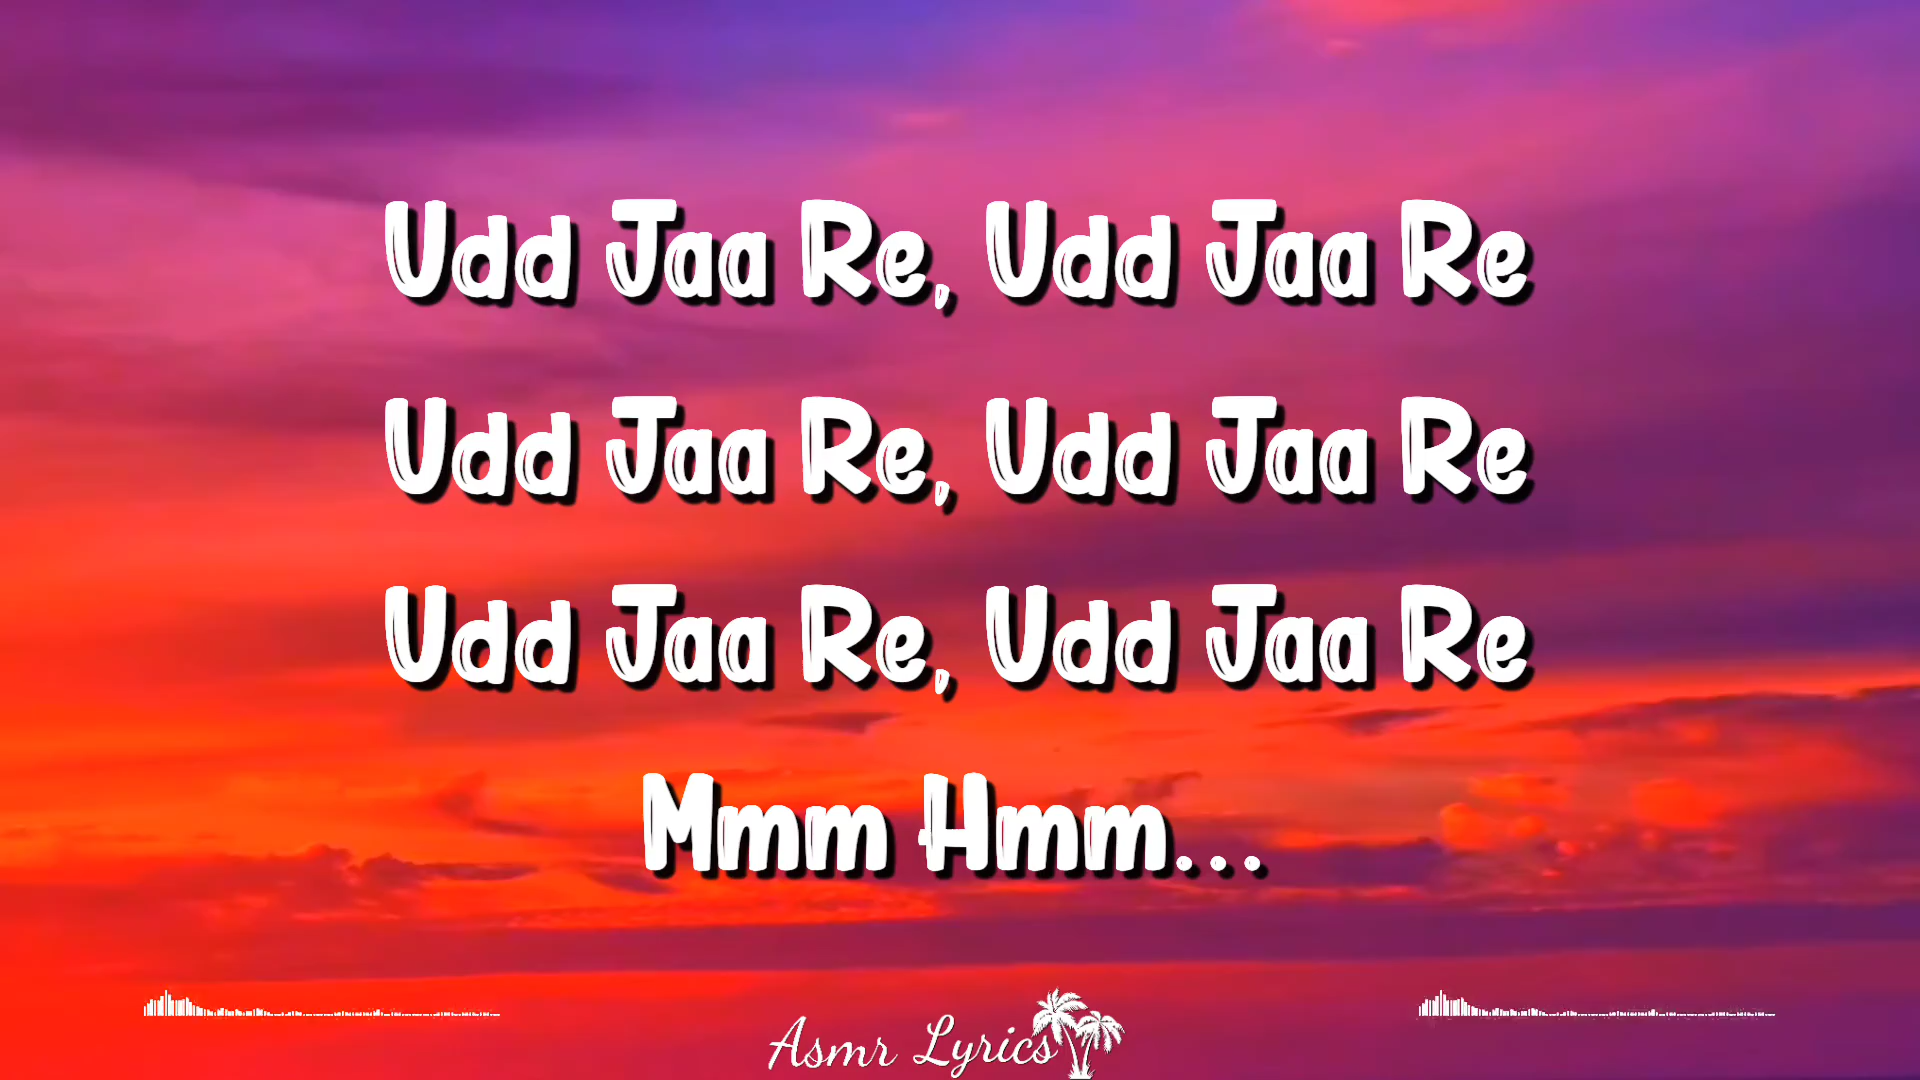 Udd Jaa Re, Udd Jaa Re
Udd Jaa Re, Udd Jaa Re
Udd Jaa Re, Udd Jaa Re
Mmm Hmm...
Asmr Lyrics